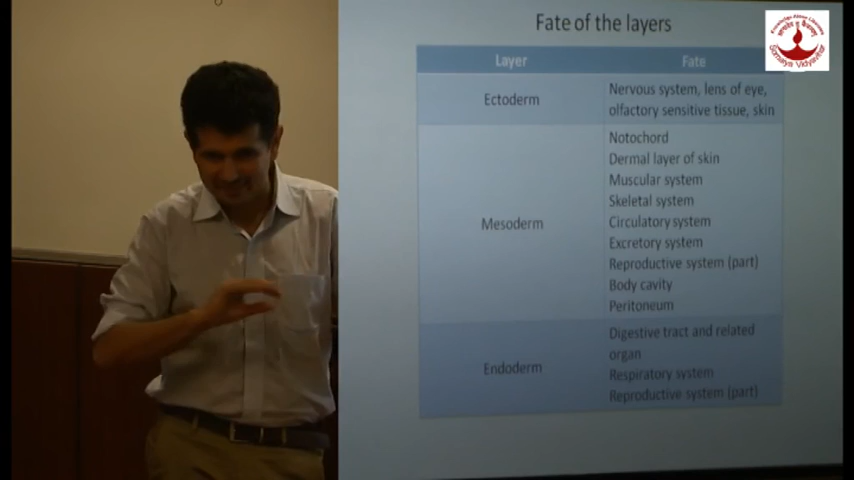 Fate of the layers
Layer Fate
Ectoderm
Nervous system, lens of eye,
olfactory sensitive tissue, skin
Mesoderm
Notochord
Dermal layer of skin
Muscular system
Skeletal system
Circulatory system
Excretory system
Reproductive system (part)
Body cavity
Peritoneum
Endoderm
Digestive tract and related
organ
Respiratory system
Reproductive system (part)
Somaiya Vidyavihar